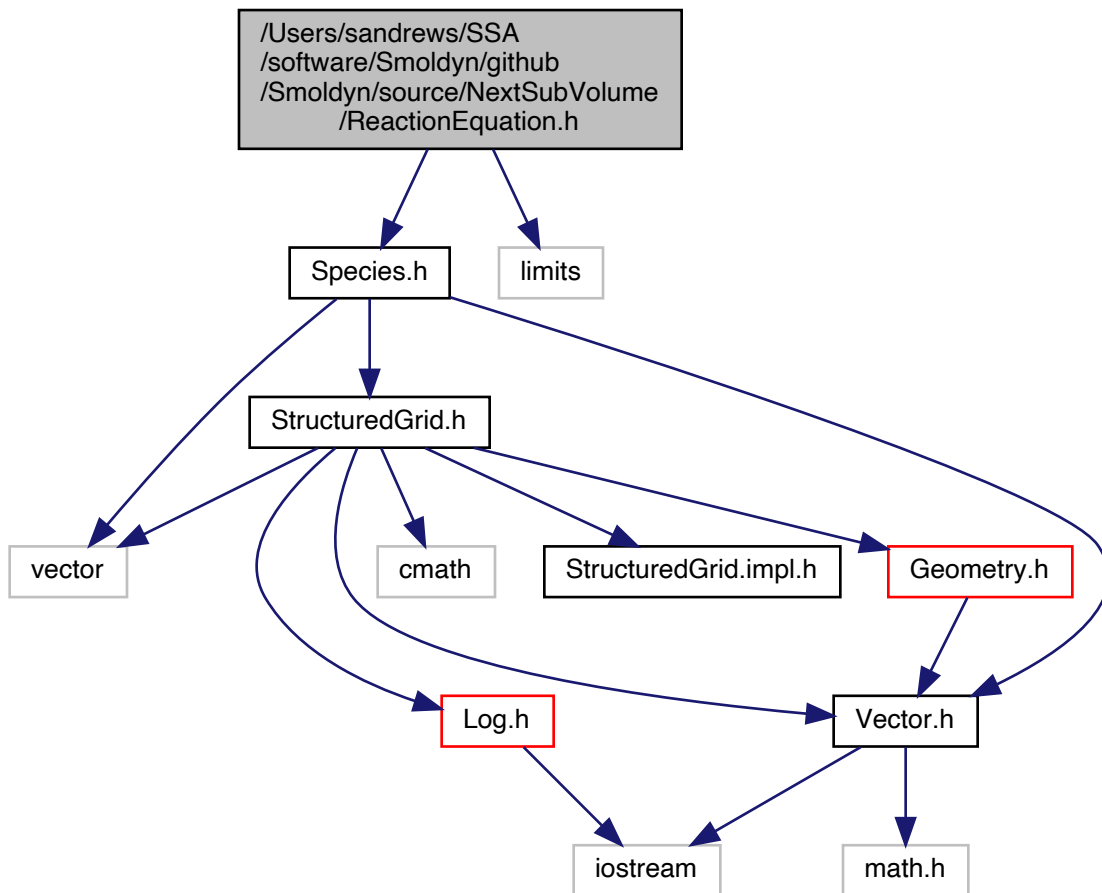 /Users/sandrews/SSA
/software/Smoldyn/github
/Smoldyn/source/NextSubVolume
/ReactionEquation.h
Species.h
limits
StructuredGrid.h
vector
cmath
StructuredGrid.impl.h
Geometry.h
Log.h
Vector.h
iostream
math.h